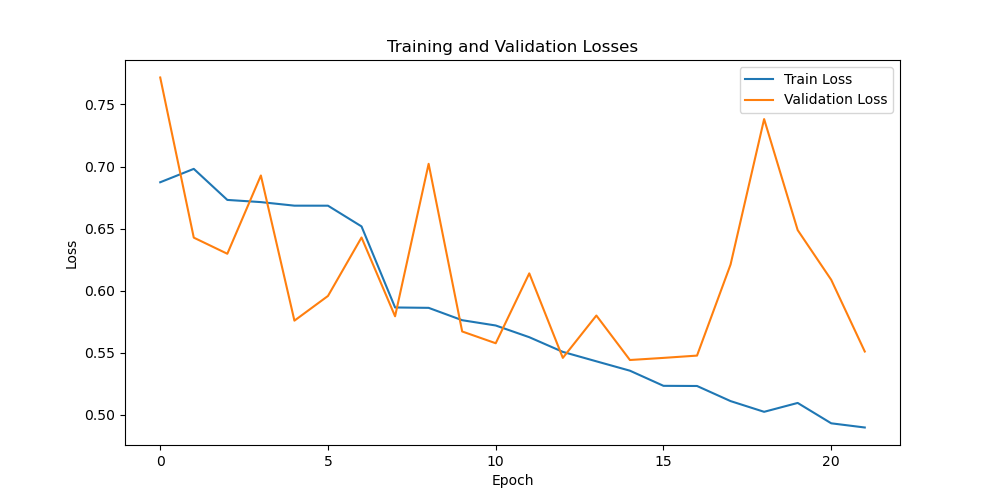 Training and Validation Losses
Train Loss
Validation Loss
0.75
0.70
0.65
0.60
0.55
0.50
Loss
0 5 10 15 20
Epoch